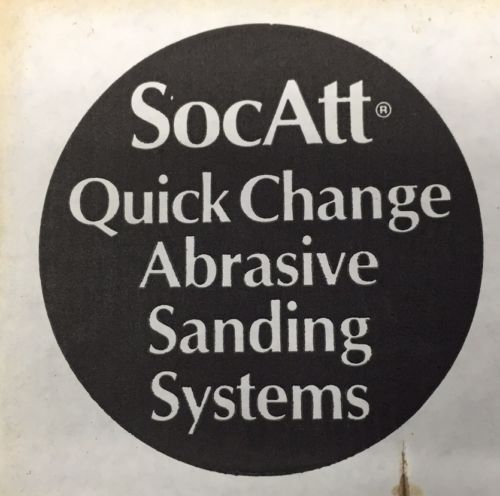 SocAtt®
Quick Change
Abrasive
Sanding
Systems